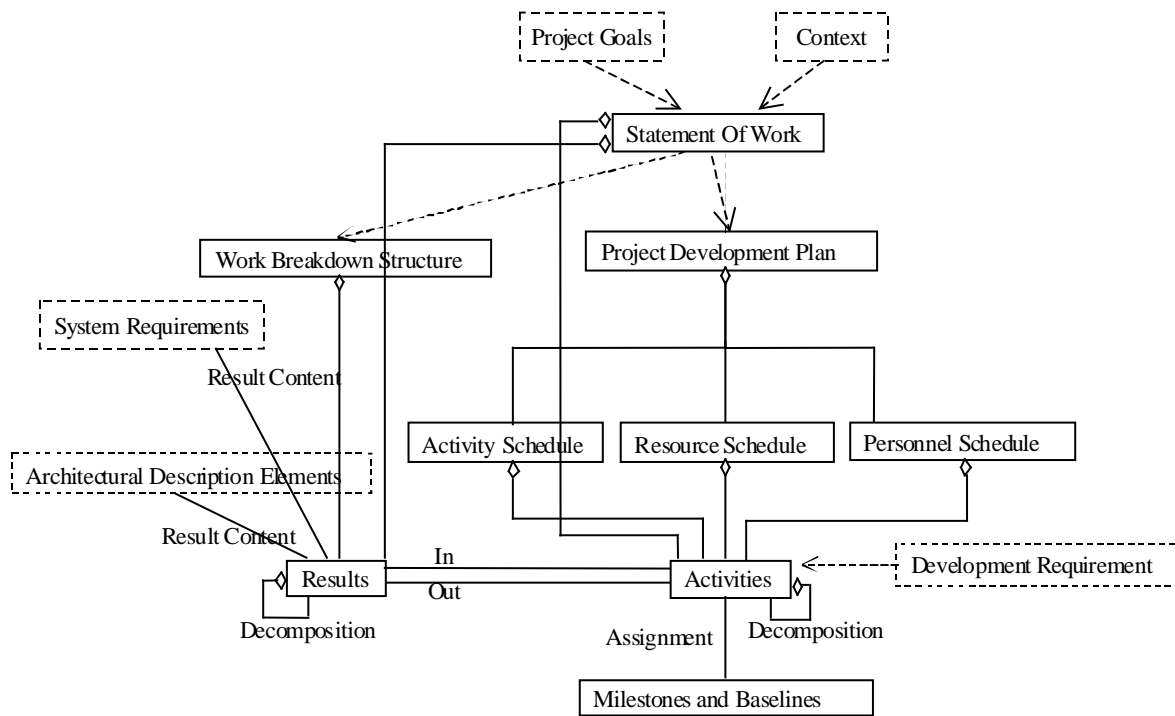 Project Goals
Context
Statement Of Work
Work Breakdown Structure
Project Development Plan
System Requirements
Result Content
Activity Schedule
Resource Schedule
Personnel Schedule
Architectural Description Elements
Result Content
In
Results
Activities
Development Requirement
Out
Decomposition
Assignment
Decomposition
Milestones and Baselines